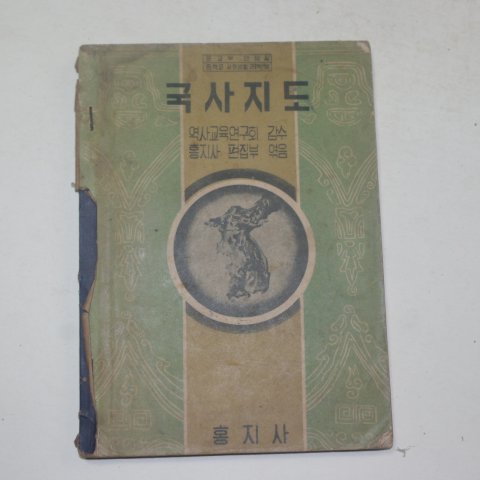 국사지도
역사교육연구회 감수
홍지사 편집부 엮음
홍지사